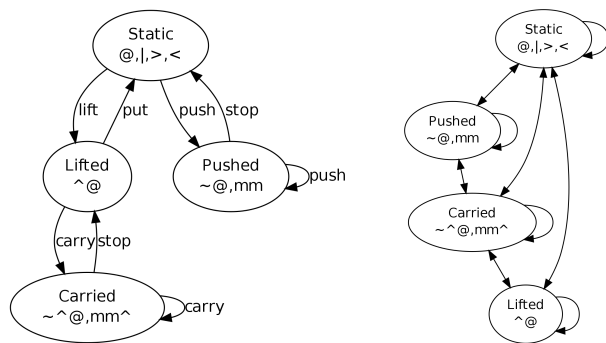 Static
@,|,>,<
lift
put
push
stop
Lifted
^@
Pushed
~@,mm
push
carry
stop
Carried
~^@,mm^
carry
Static
@,|,>,<
Pushed
~@,mm
Carried
~^@,mm^
Lifted
^@